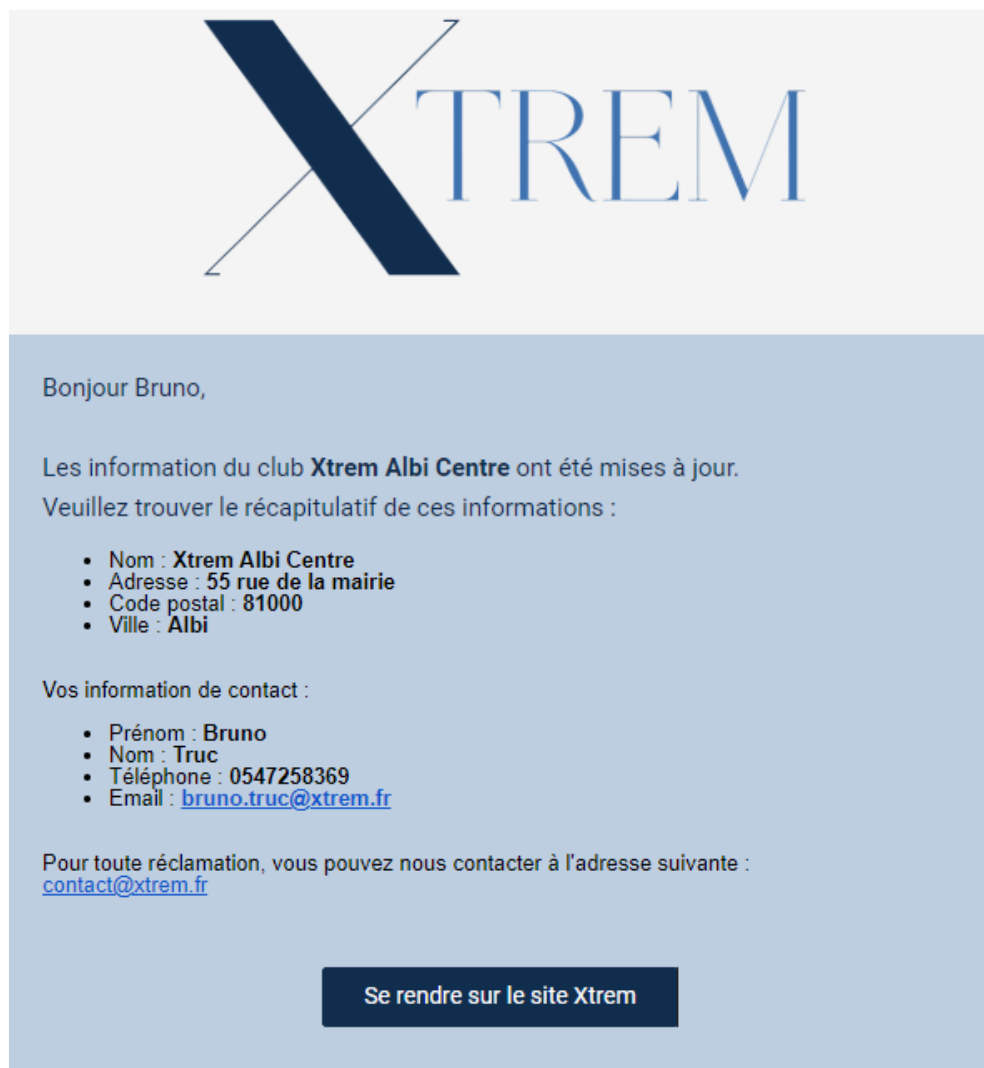 XTREM
Bonjour Bruno,
Les information du club Xtrem Albi Centre ont été mises à jour.
Veuillez trouver le récapitulatif de ces informations :
• Nom : Xtrem Albi Centre
• Adresse : 55 rue de la mairie
• Code postal : 81000
• Ville : Albi
Vos information de contact :
• Prénom : Bruno
• Nom : Truc
• Téléphone : 0547258369
• Email : bruno.truc@xtrem.fr
Pour toute réclamation, vous pouvez nous contacter à l'adresse suivante :
contact@xtrem.fr
Se rendre sur le site Xtrem